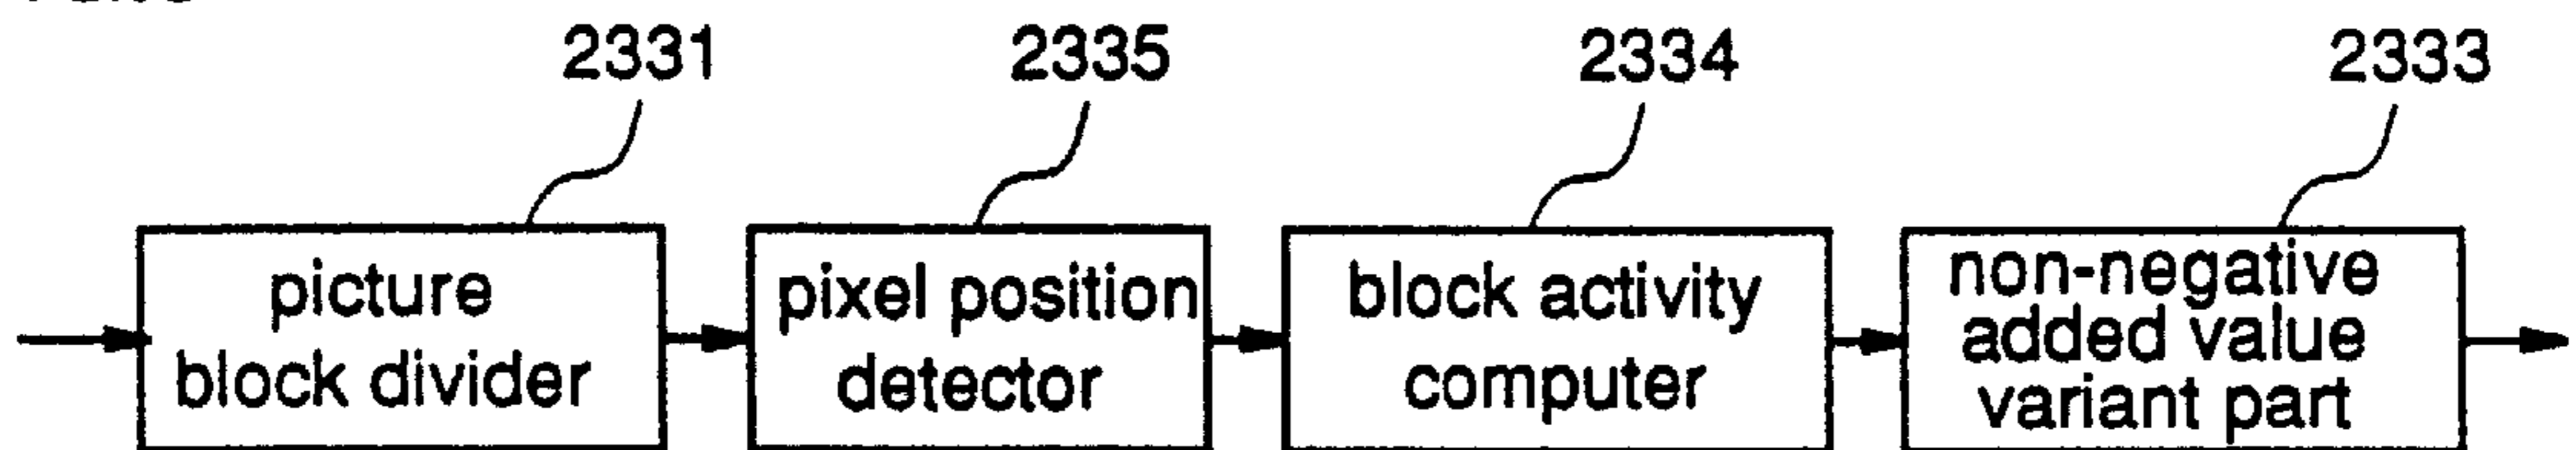 2331 2335 2334 2333
picture
block divider
pixel position
detector
block activity
computer
non-negative
added value
variant part